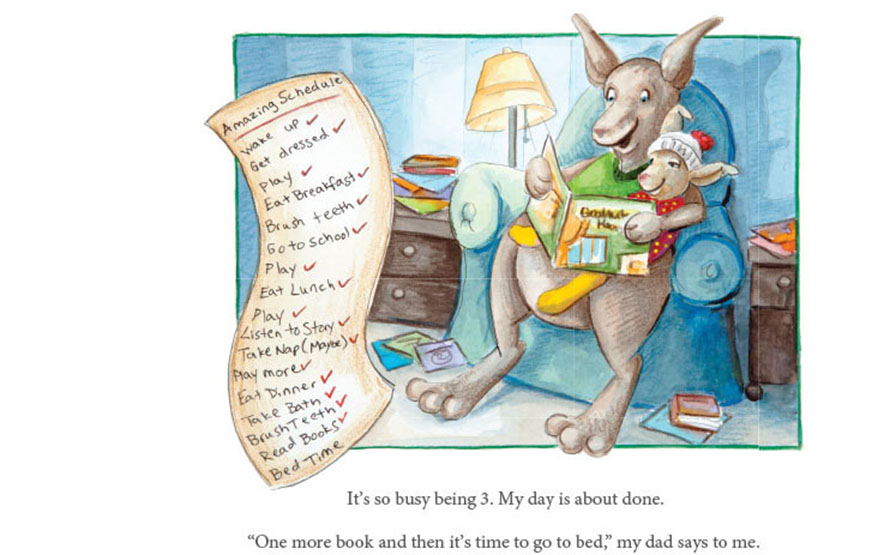 Amazing Schedule
Wake up ✓
Get dressed ✓
Play ✓
Eat Breakfast ✓
Brush teeth ✓
Go to school ✓
Play ✓
Eat Lunch ✓
Play ✓
Listen to Story ✓
Take Nap (Maybe) ✓
Play more ✓
Eat Dinner ✓
Take Bath ✓
Brush Teeth ✓
Read Books ✓
Bed Time
It’s so busy being 3. My day is about done.
“One more book and then it’s time to go to bed,” my dad says to me.